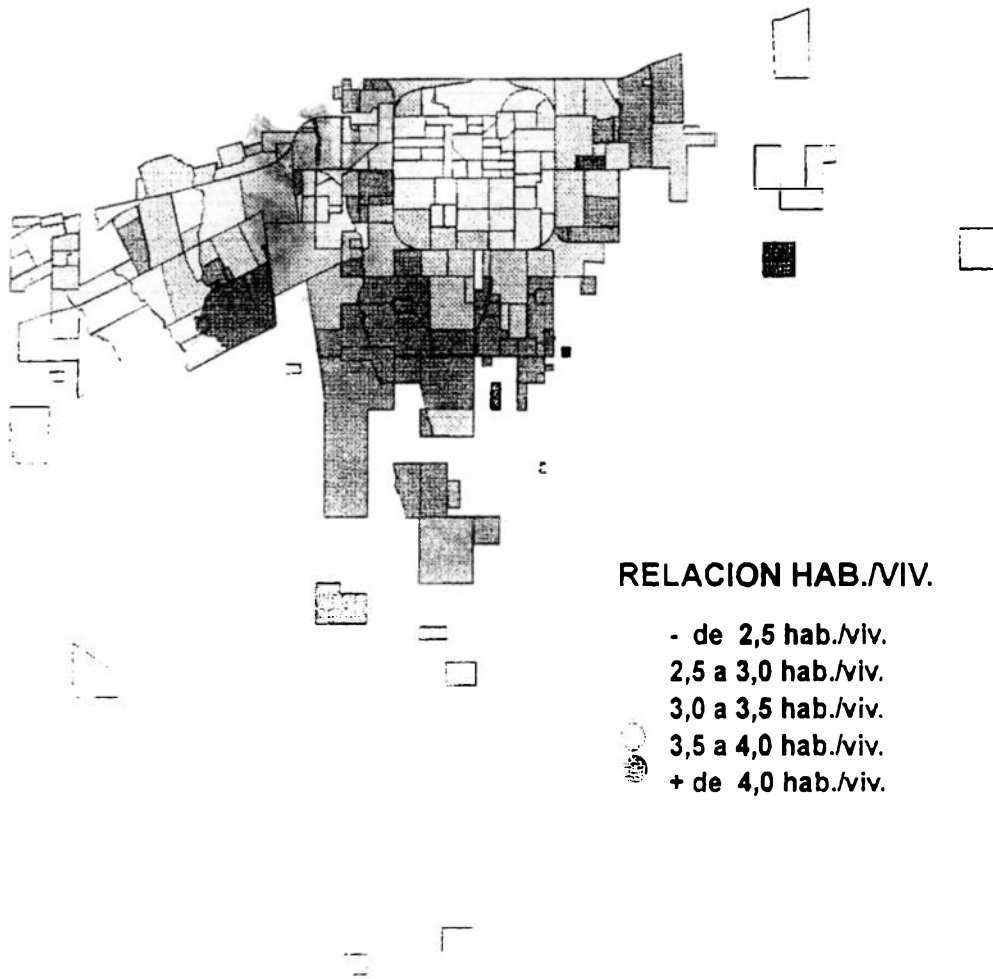 RELACION HAB./VIV.
- de 2,5 hab./viv.
2,5 a 3,0 hab./viv.
3,0 a 3,5 hab./viv.
3,5 a 4,0 hab./viv.
+ de 4,0 hab./viv.